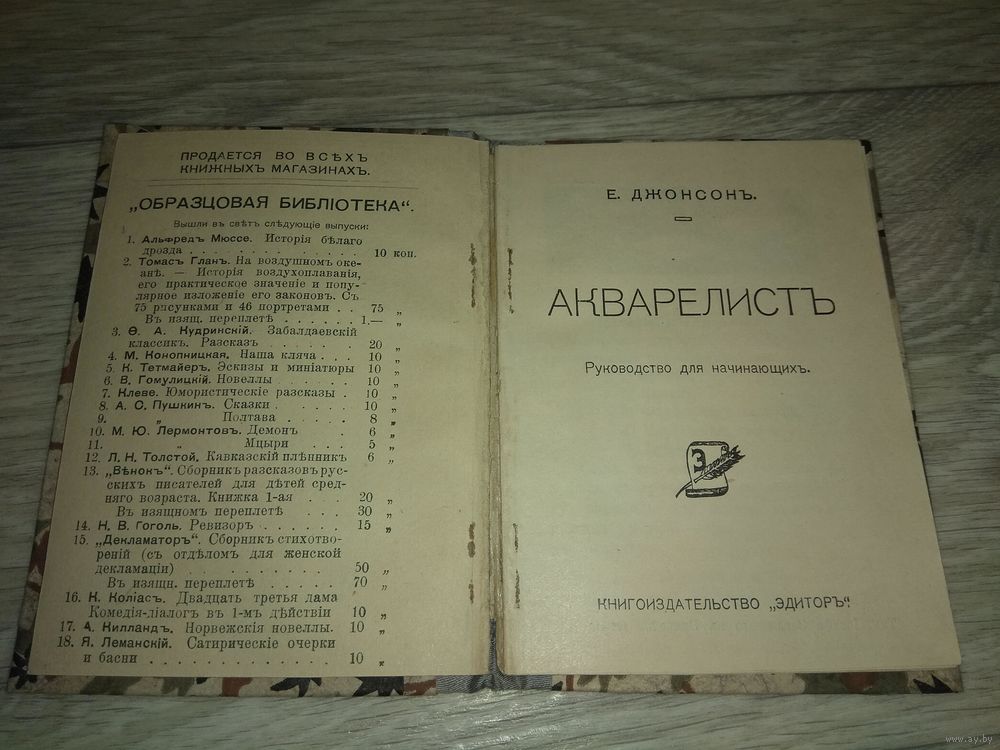 ПРОДАЕТСЯ ВО ВСѢХЪ
КНИЖНЫХЪ МАГАЗИНАХЪ.
„ОБРАЗЦОВАЯ БИБЛІОТЕКА“.
Вышли въ свѣтъ слѣдующіе выпуски:
1. Альфредъ Мюссе. Исторія бѣлаго
дрозда . . . . . . . . . . . . . 10 коп.
2. Томасъ Гланъ. На воздушномъ оке-
анѣ. — Исторія воздухоплаванія,
его практическое значеніе и попу-
лярное изложеніе его законовъ. Съ
75 рисунками и 46 портретами . . 75 „
Въ изящ. переплетѣ . . . . . . 1.— „
3. Ѳ. А. Кудринскій. Забалдаевскій
классикъ. Разсказъ . . . . . . 20 „
4. М. Конопницкая. Наша кляча . . . 10 „
5. К. Тетмайеръ. Эскизы и миніатюры 10 „
6. В. Гомулицкій. Новеллы . . . . . 10 „
7. Клеве. Юмористическіе разсказы . 10 „
8. А. С. Пушкинъ. Сказки . . . . . 10 „
9. „ Полтава . . . . . 8 „
10. М. Ю. Лермонтовъ. Демонъ . . 6 „
11. „ Мцыри . . . 5 „
12. Л. Н. Толстой. Кавказскій плѣнникъ 6 „
13. „Вѣнокъ“. Сборникъ разсказовъ рус-
скихъ писателей для дѣтей сред-
няго возраста. Книжка 1-ая . . . 20 „
Въ изящномъ переплетѣ . . . 30 „
14. Н. В. Гоголь. Ревизоръ . . . . . . 15 „
15. „Декламаторъ“. Сборникъ стихотво-
реній (съ отдѣломъ для женской
декламаціи) . . . . . . . . . 50 „
Въ изящн. переплетѣ . . . . . 70 „
16. К. Коліасъ. Двадцать третья дама
Комедія-діалогъ въ 1-мъ дѣйствіи 10 „
17. А. Килландъ. Норвежскія новеллы. 10 „
18. Я. Леманскій. Сатирическіе очерки
и басни . . . . . . . . . . . . 10 „
Е. ДЖОНСОНЪ.
АКВАРЕЛИСТЪ
Руководство для начинающихъ.
Э
КНИГОИЗДАТЕЛЬСТВО „ЭДИТОРЪ“.
www.ay.by